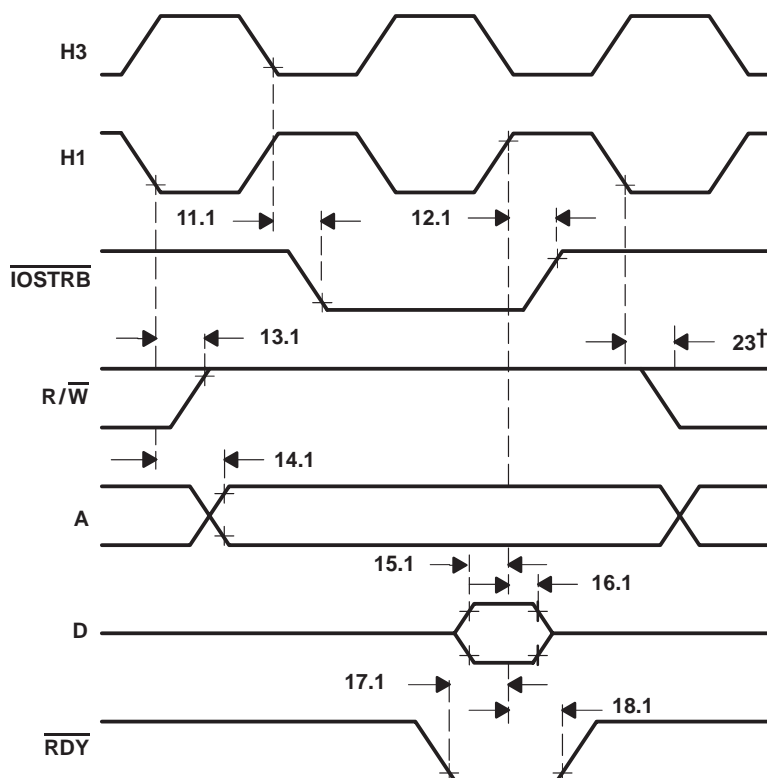 H3
H1
11.1 12.1
IOSTRB
13.1 23†
R/W
14.1
A
15.1
16.1
D
17.1
18.1
RDY